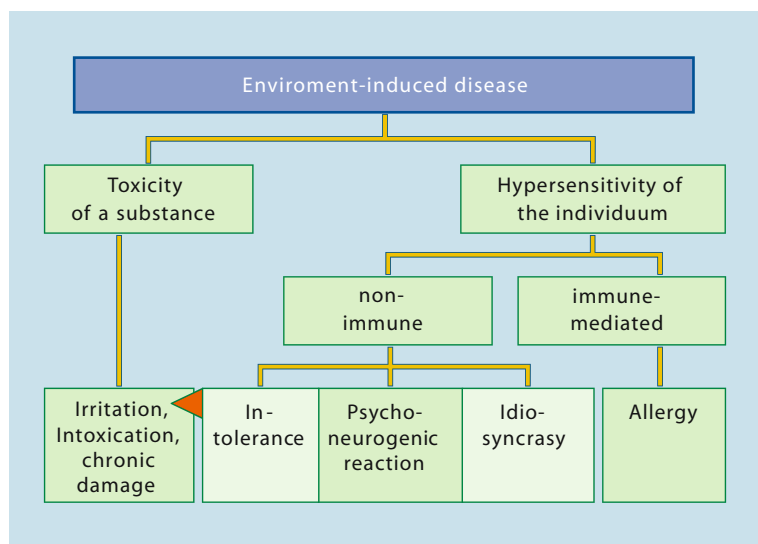 Enviroment-induced disease
Toxicity
of a substance
Hypersensitivity of
the individuum
non-
immune
immune-
mediated
Irritation,
Intoxication,
chronic
damage
In-
tolerance
Psycho-
neurogenic
reaction
Idio-
syncrasy
Allergy